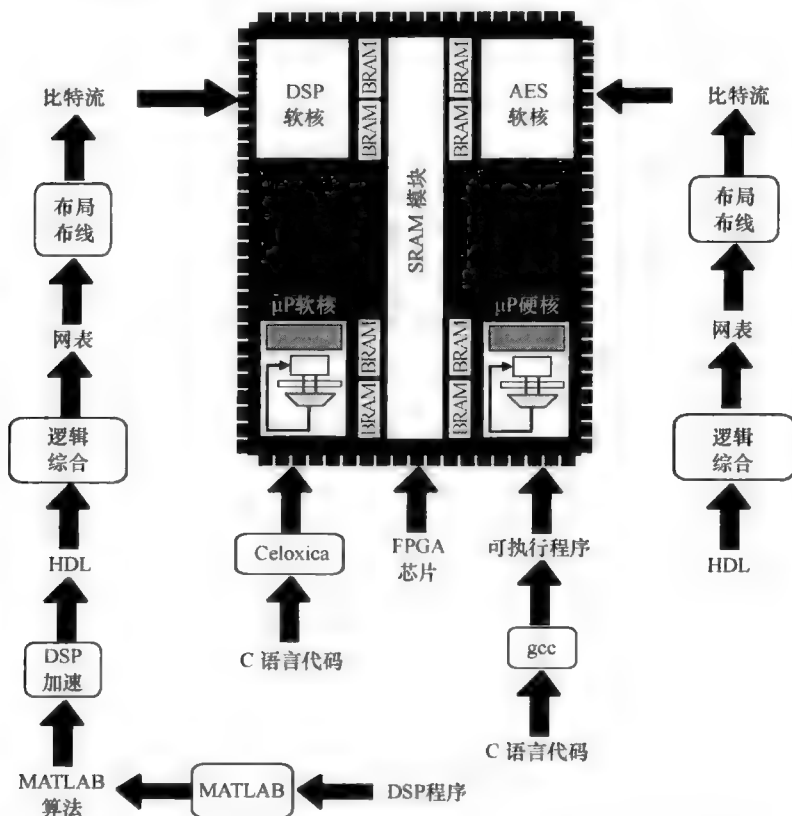 比特流
布局
布线
网表
逻辑
综合
HDL
DSP
加速
MATLAB
算法
MATLAB
DSP程序
DSP
软核
BRAM
BRAM
SRAM 模块
BRAM
BRAM
AES
软核
μP软核
BRAM
BRAM
BRAM
BRAM
μP硬核
Celoxica
C 语言代码
FPGA
芯片
可执行程序
gcc
C 语言代码
比特流
布局
布线
网表
逻辑
综合
HDL